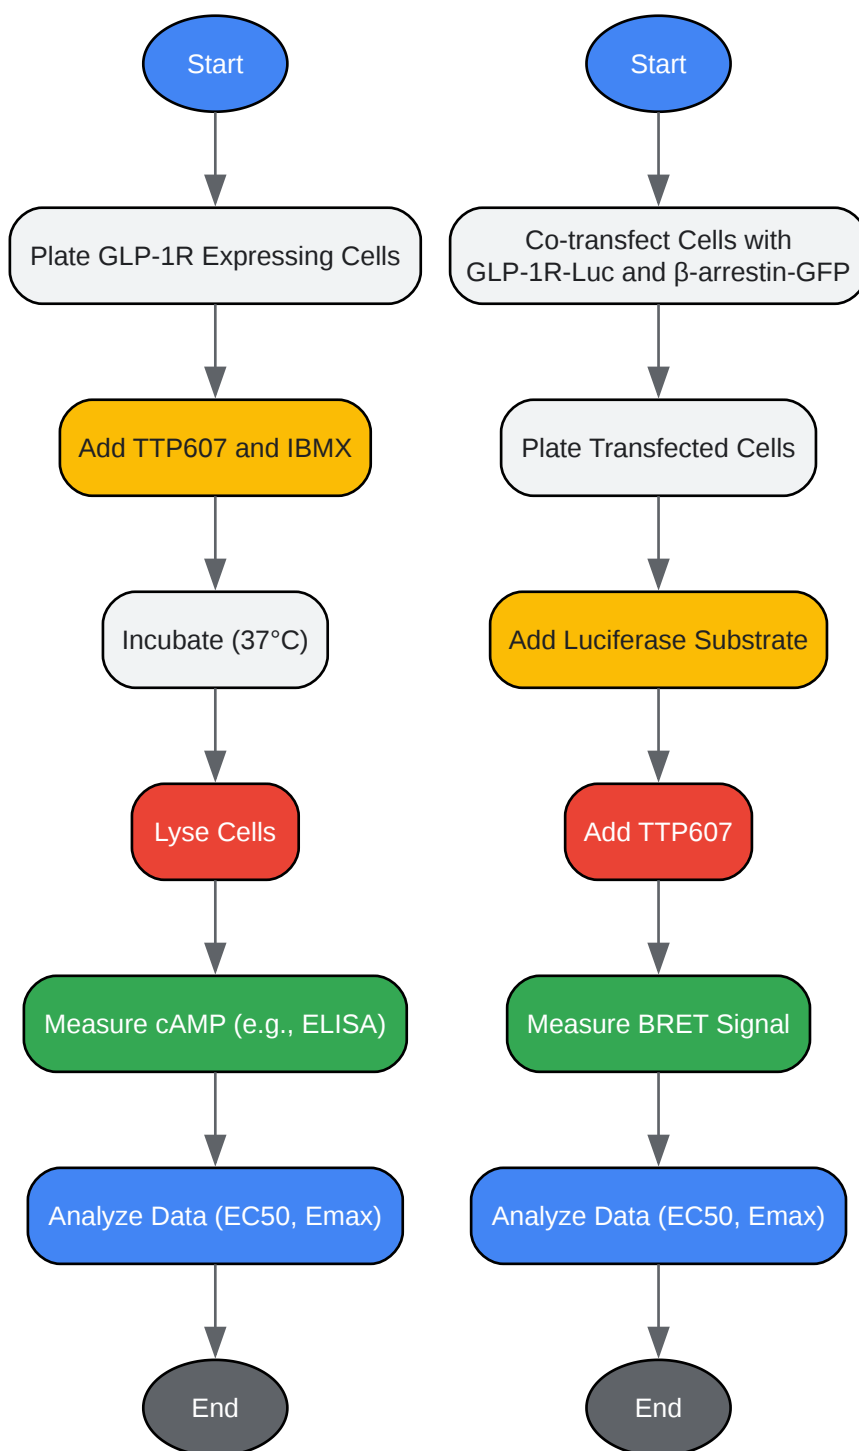 Start
Plate GLP-1R Expressing Cells
Add TTP607 and IBMX
Incubate (37°C)
Lyse Cells
Measure cAMP (e.g., ELISA)
Analyze Data (EC50, Emax)
End
Start
Co-transfect Cells with
GLP-1R-Luc and β-arrestin-GFP
Plate Transfected Cells
Add Luciferase Substrate
Add TTP607
Measure BRET Signal
Analyze Data (EC50, Emax)
End